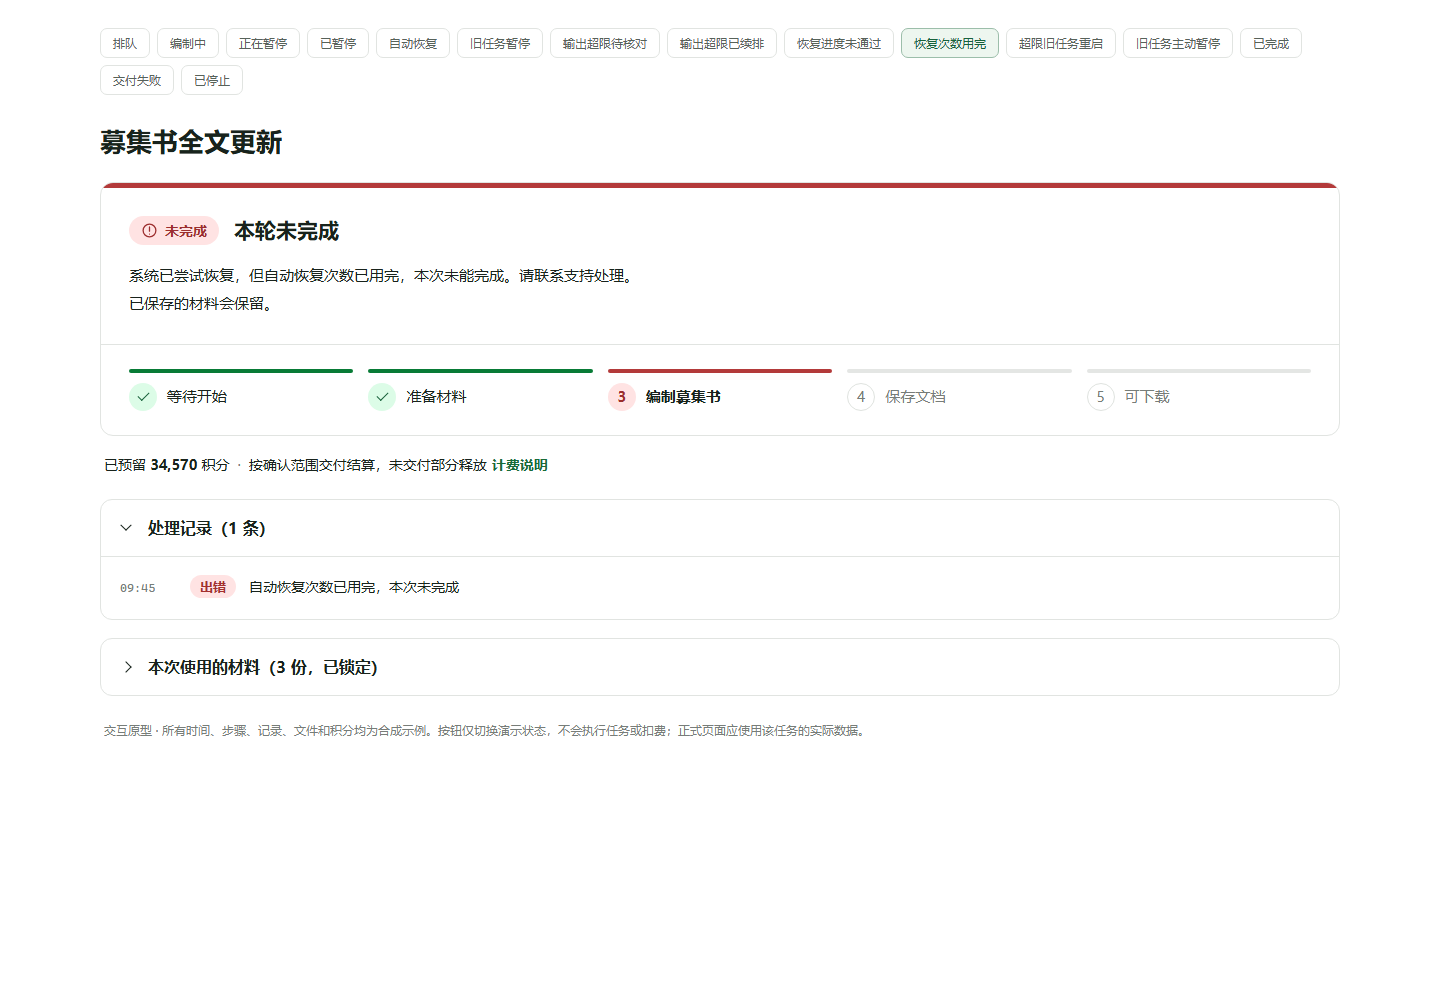 排队 编制中 正在暂停 已暂停 自动恢复 旧任务暂停 输出超限待核对 输出超限已续排 恢复进度未通过 恢复次数用完 超限旧任务重启 旧任务主动暂停 已完成
交付失败 已停止
募集书全文更新
未完成 本轮未完成
系统已尝试恢复，但自动恢复次数已用完，本次未能完成。请联系支持处理。
已保存的材料会保留。
等待开始 准备材料 3 编制募集书 4 保存文档 5 可下载
已预留 34,570 积分 · 按确认范围交付结算，未交付部分释放 计费说明
处理记录（1 条）
09:45 出错 自动恢复次数已用完，本次未完成
本次使用的材料（3 份，已锁定）
交互原型 · 所有时间、步骤、记录、文件和积分均为合成示例。按钮仅切换演示状态，不会执行任务或扣费；正式页面应使用该任务的实际数据。